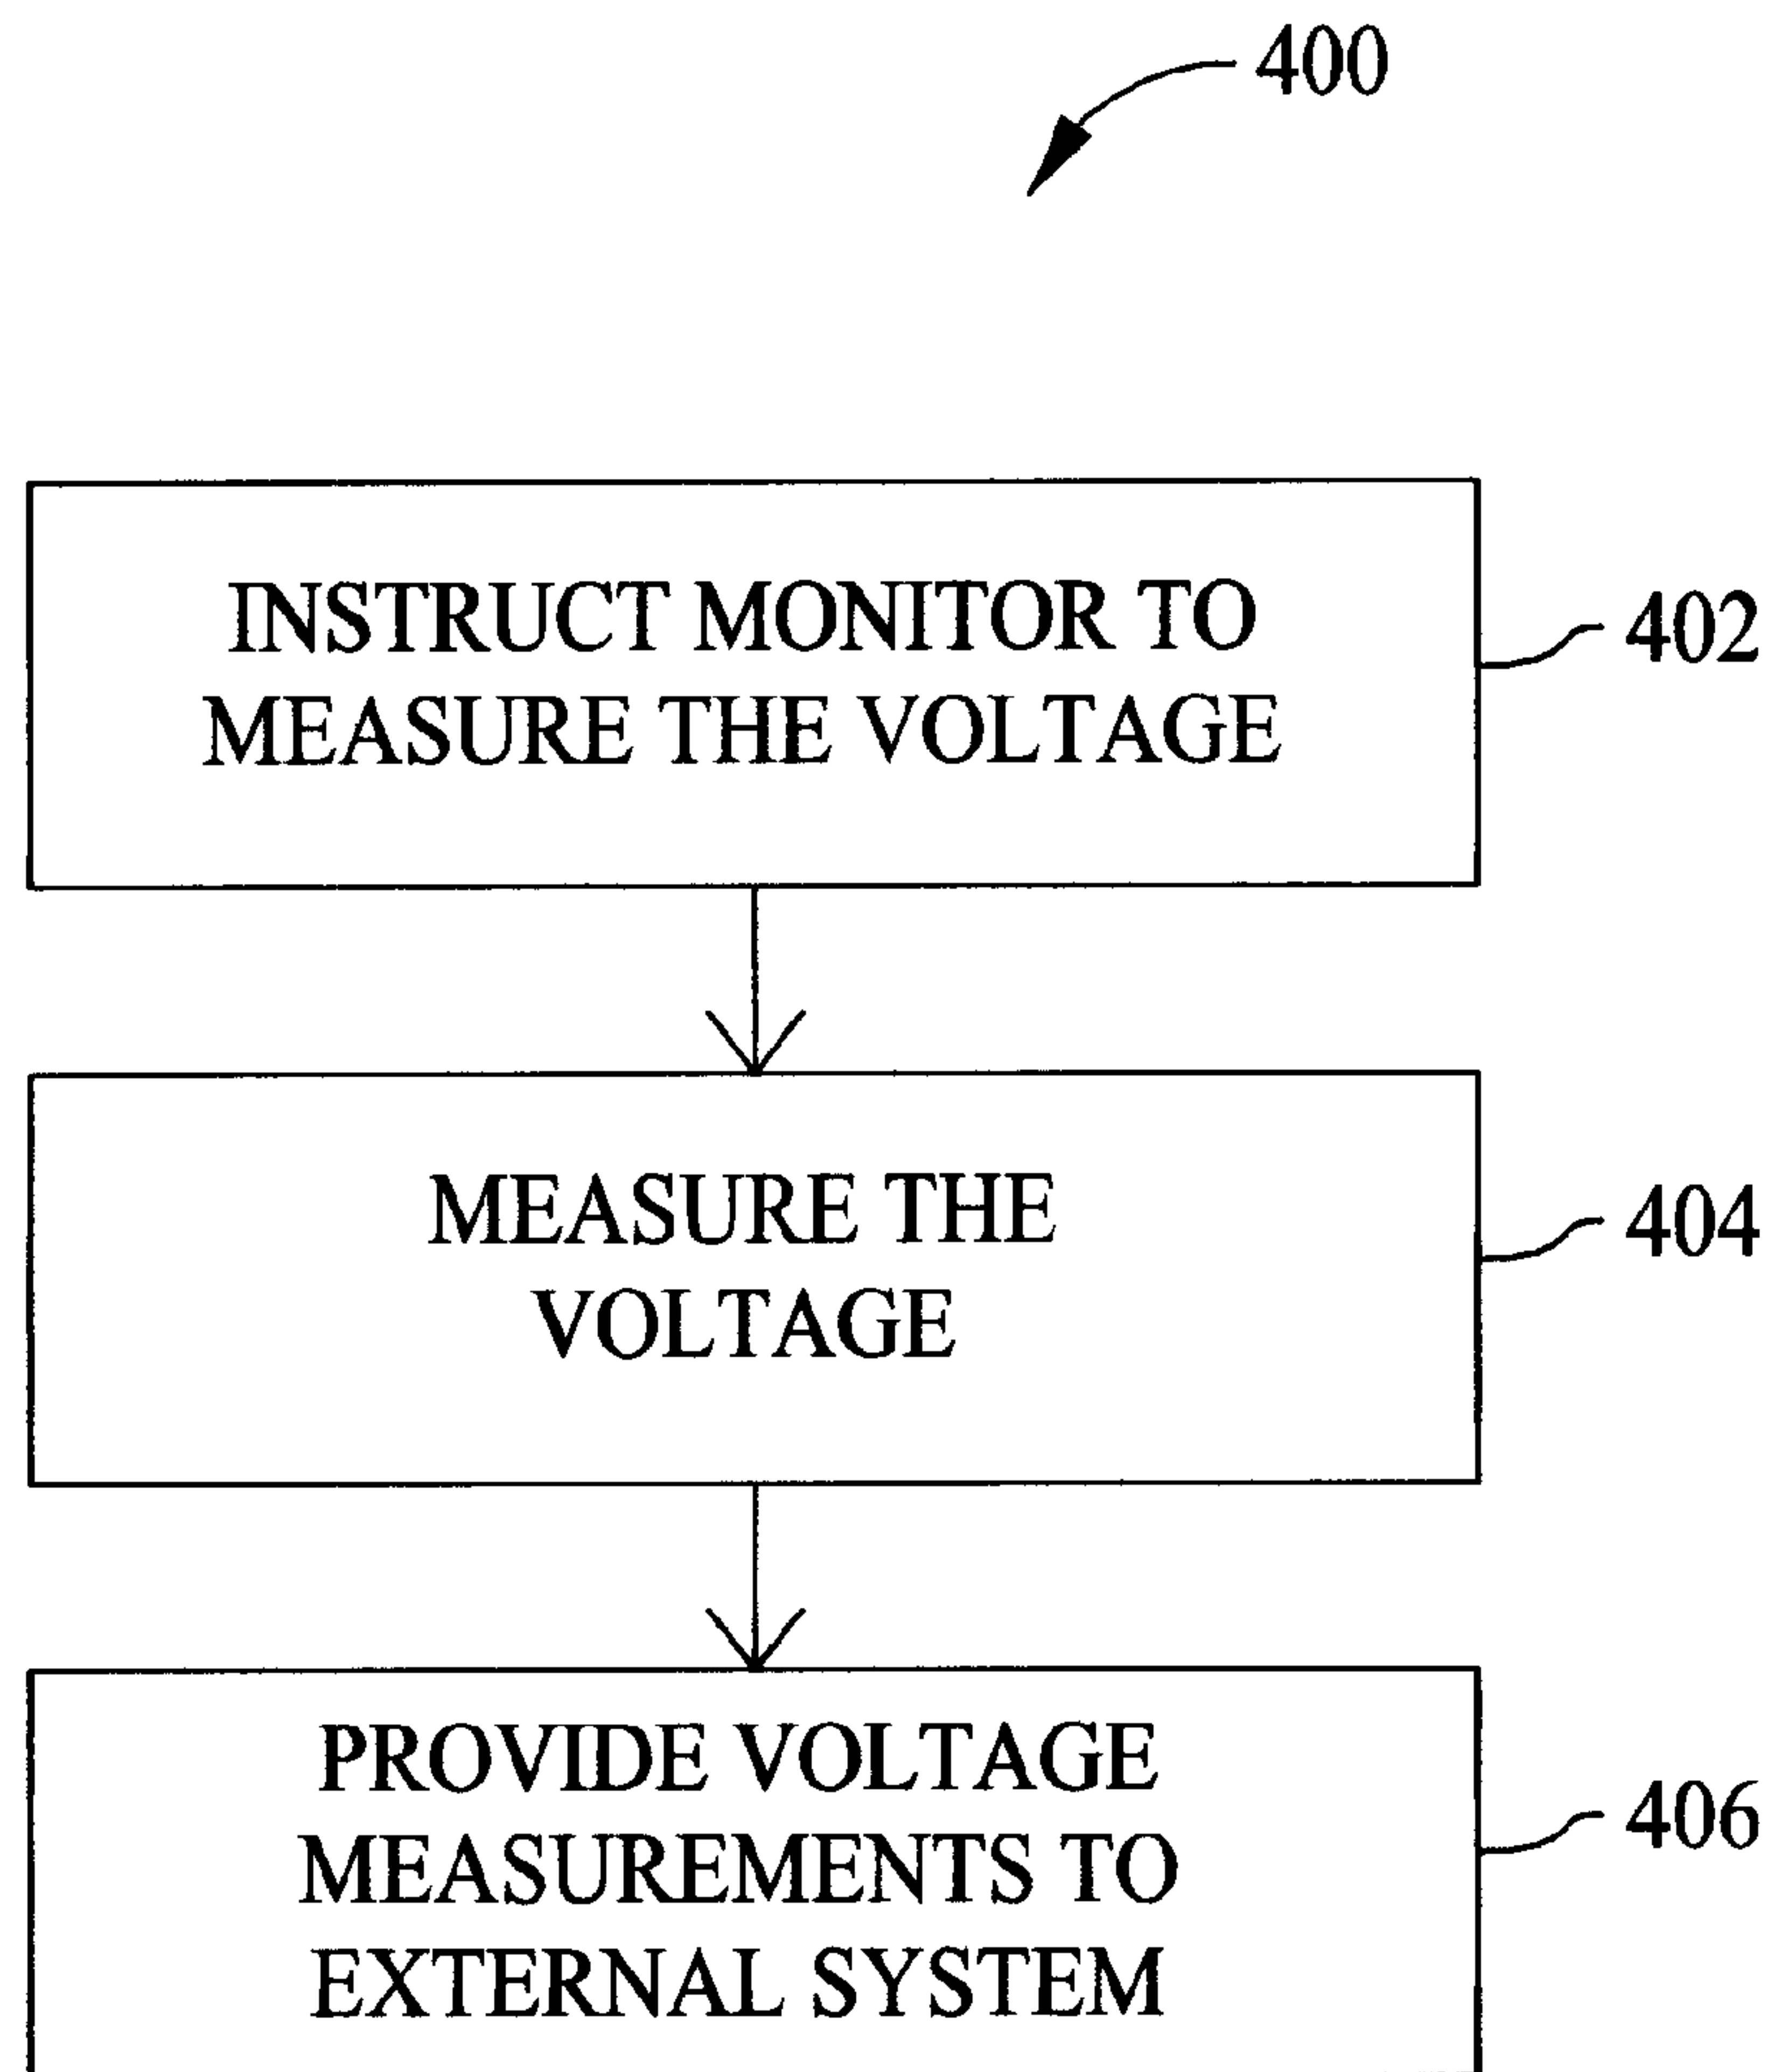 400
INSTRUCT MONITOR TO
MEASURE THE VOLTAGE
402
MEASURE THE
VOLTAGE
404
PROVIDE VOLTAGE
MEASUREMENTS TO
EXTERNAL SYSTEM
406